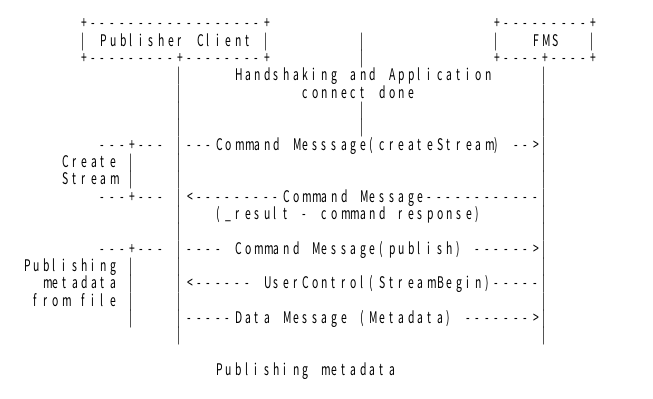 +------------------+ +---------+
| Publisher Client | | | FMS |
+---------+--------+ | +----+----+
| Handshaking and Application |
| connect done |
---+--- |---Command Messsage(createStream) -->|
Create | |
Stream | |
---+--- |<---------Command Message------------|
| (_result - command response) |
---+--- |---- Command Message(publish) ------>|
Publishing | |
metadata | |<------ UserControl(StreamBegin)-----|
from file | |
| |-----Data Message (Metadata) ------->|
Publishing metadata